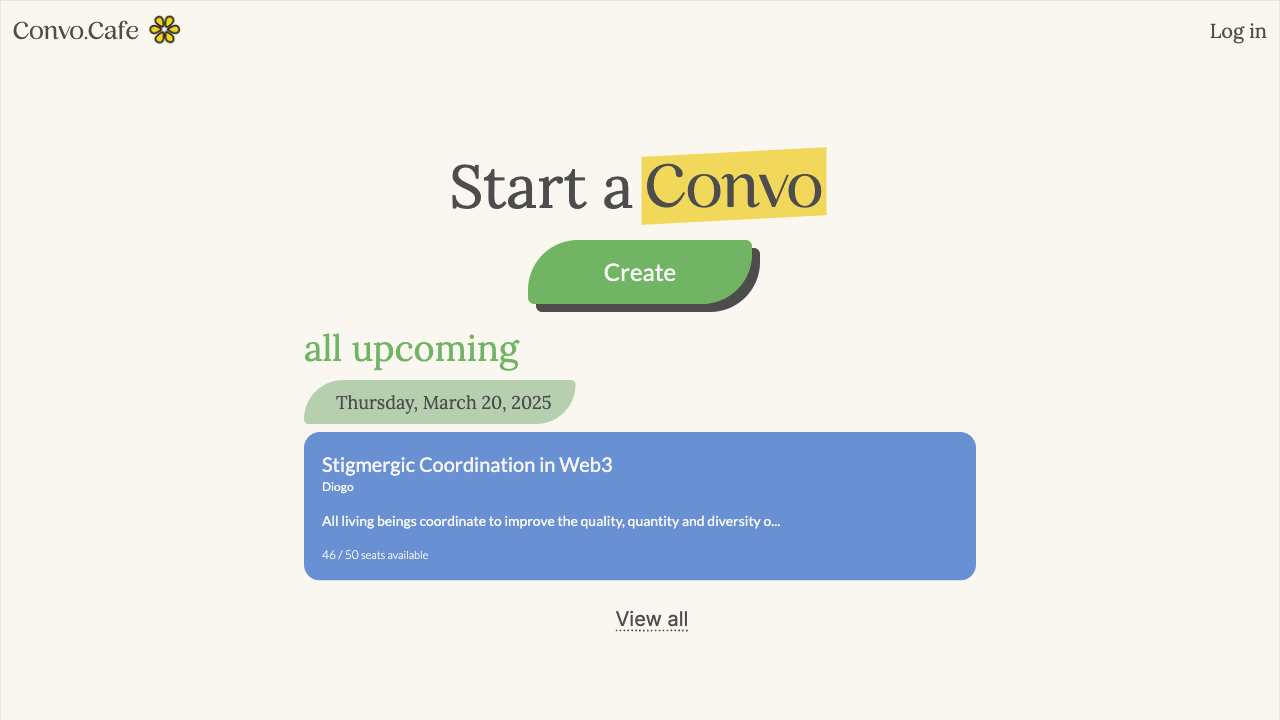 Convo.Cafe
Log in
Start a Convo
Create
all upcoming
Thursday, March 20, 2025
Stigmergic Coordination in Web3
Diogo
All living beings coordinate to improve the quality, quantity and diversity o...
46 / 50 seats available
View all